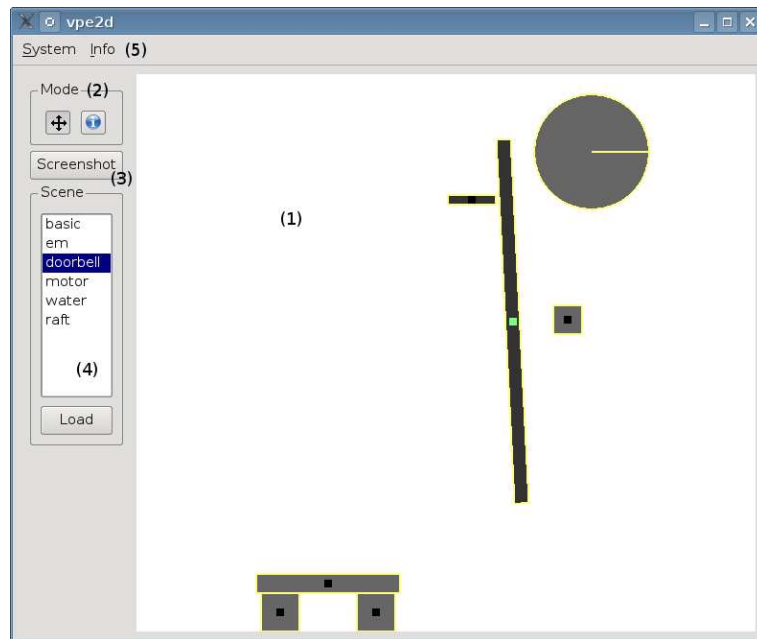 vpe2d
System Info (5)
Mode (2)
Screenshot
(3)
Scene
basic
em
doorbell
motor
water
raft
(4)
Load
(1)